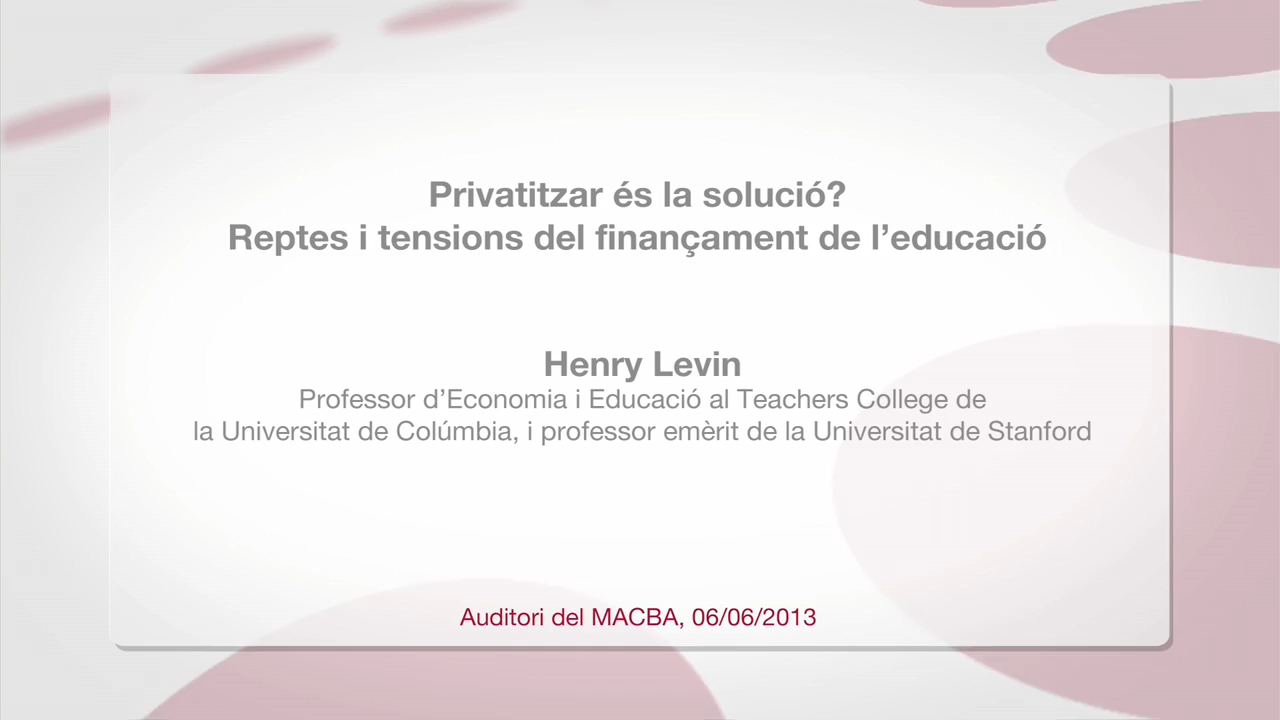 Privatitzar és la solució?
Reptes i tensions del finançament de l’educació
Henry Levin
Professor d’Economia i Educació al Teachers College de
la Universitat de Colúmbia, i professor emèrit de la Universitat de Stanford
Auditori del MACBA, 06/06/2013